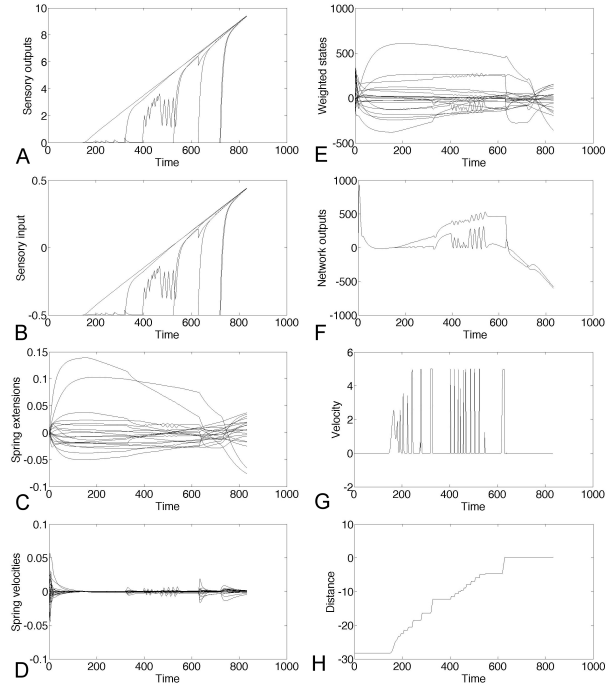 10
8
6
4
2
0
0 200 400 600 800 1000
Sensory outputs
Time
A
0.5
0
-0.5
0 200 400 600 800 1000
Sensory input
Time
B
0.15
0.1
0.05
0
-0.05
-0.1
0 200 400 600 800 1000
Spring extensions
Time
C
0.1
0.05
0
-0.05
-0.1
0 200 400 600 800 1000
Spring velocities
Time
D
1000
500
0
-500
0 200 400 600 800 1000
Weighted states
Time
E
1000
500
0
-500
-1000
0 200 400 600 800 1000
Network outputs
Time
F
6
4
2
0
-2
0 200 400 600 800 1000
Velocity
Time
G
10
0
-10
-20
-30
0 200 400 600 800 1000
Distance
Time
H